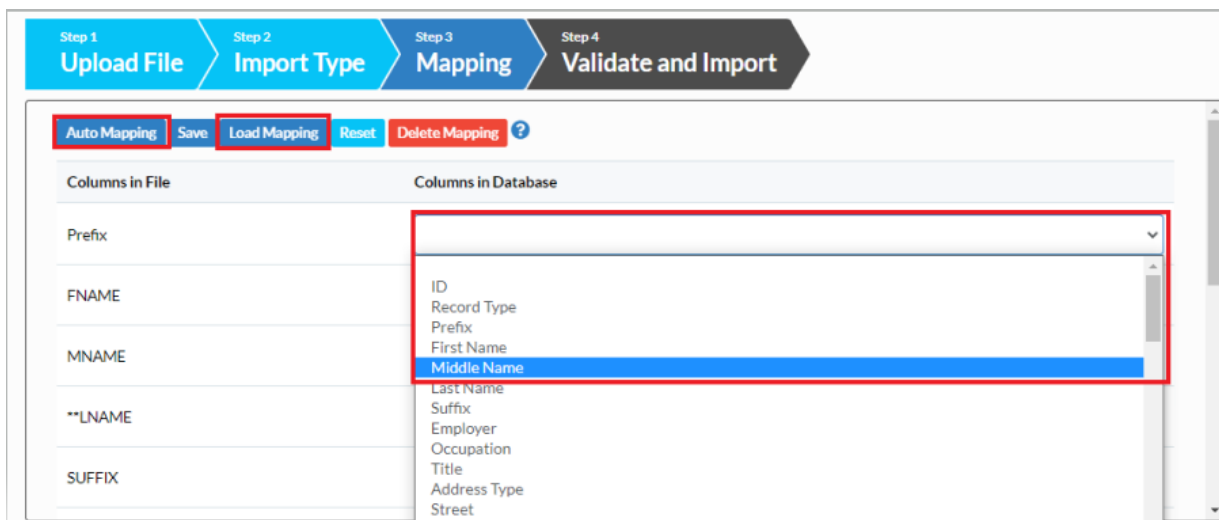 Step 1
Upload File
Step 2
Import Type
Step 3
Mapping
Step 4
Validate and Import
Auto Mapping Save Load Mapping Reset Delete Mapping ?
Columns in File Columns in Database
Prefix
ID
Record Type
Prefix
First Name
Middle Name
Last Name
Suffix
Employer
Occupation
Title
Address Type
Street
FNAME
MNAME
**LNAME
SUFFIX